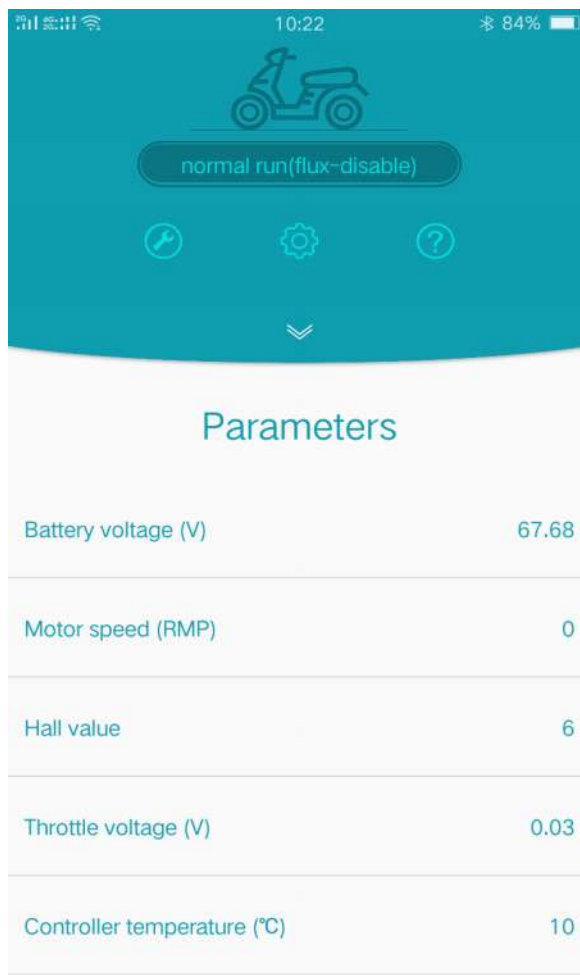 10:22
84%
normal run(flux-disable)
?
Parameters
Battery voltage (V) 67.68
Motor speed (RMP) 0
Hall value 6
Throttle voltage (V) 0.03
Controller temperature (℃) 10